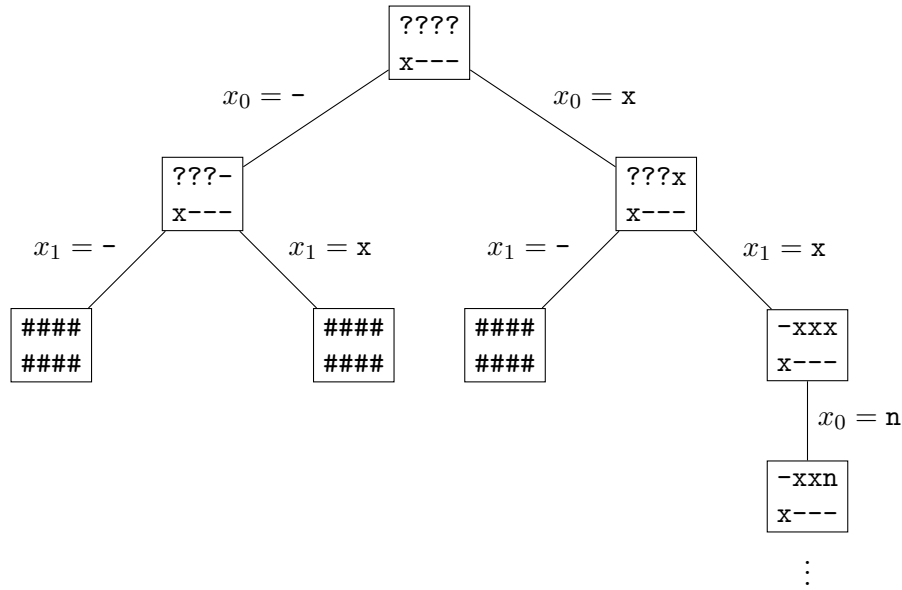 ????
x---
x₀ = -
x₀ = x
???-
x---
???x
x---
x₁ = -
x₁ = x
x₁ = -
x₁ = x
####
####
####
####
####
####
-xxx
x---
x₀ = n
-xxn
x---
⋮